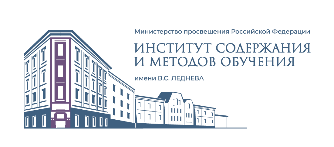 Министерство просвещения Российской Федерации
ИНСТИТУТ СОДЕРЖАНИЯ
И МЕТОДОВ ОБУЧЕНИЯ
имени В.С. ЛЕДНЕВА